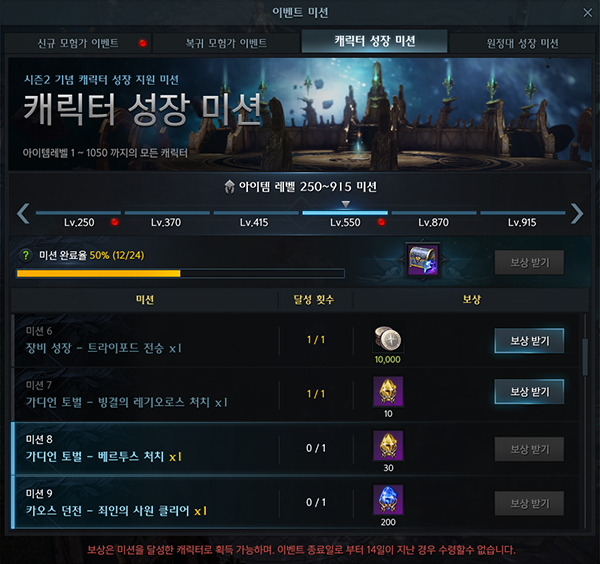 이벤트 미션
신규 모험가 이벤트
복귀 모험가 이벤트
캐릭터 성장 미션
원정대 성장 미션
시즌2 기념 캐릭터 성장 지원 미션
캐릭터 성장 미션
아이템레벨 1 ~ 1050 까지의 모든 캐릭터
아이템 레벨 250~915 미션
Lv.250
Lv.370
Lv.415
Lv.550
Lv.870
Lv.915
? 미션 완료율 50% (12/24)
보상 받기
미션
달성 횟수
보상
미션 6
장비 성장 - 트라이포드 전승 x1
1 / 1
10,000
보상 받기
미션 7
가디언 토벌 - 빙결의 레기오로스 처치 x1
1 / 1
10
보상 받기
미션 8
가디언 토벌 - 베르투스 처치 x1
0 / 1
30
보상 받기
미션 9
카오스 던전 - 죄인의 사원 클리어 x1
0 / 1
200
보상 받기
보상은 미션을 달성한 캐릭터로 획득 가능하며, 이벤트 종료일로 부터 14일이 지난 경우 수령할수 없습니다.